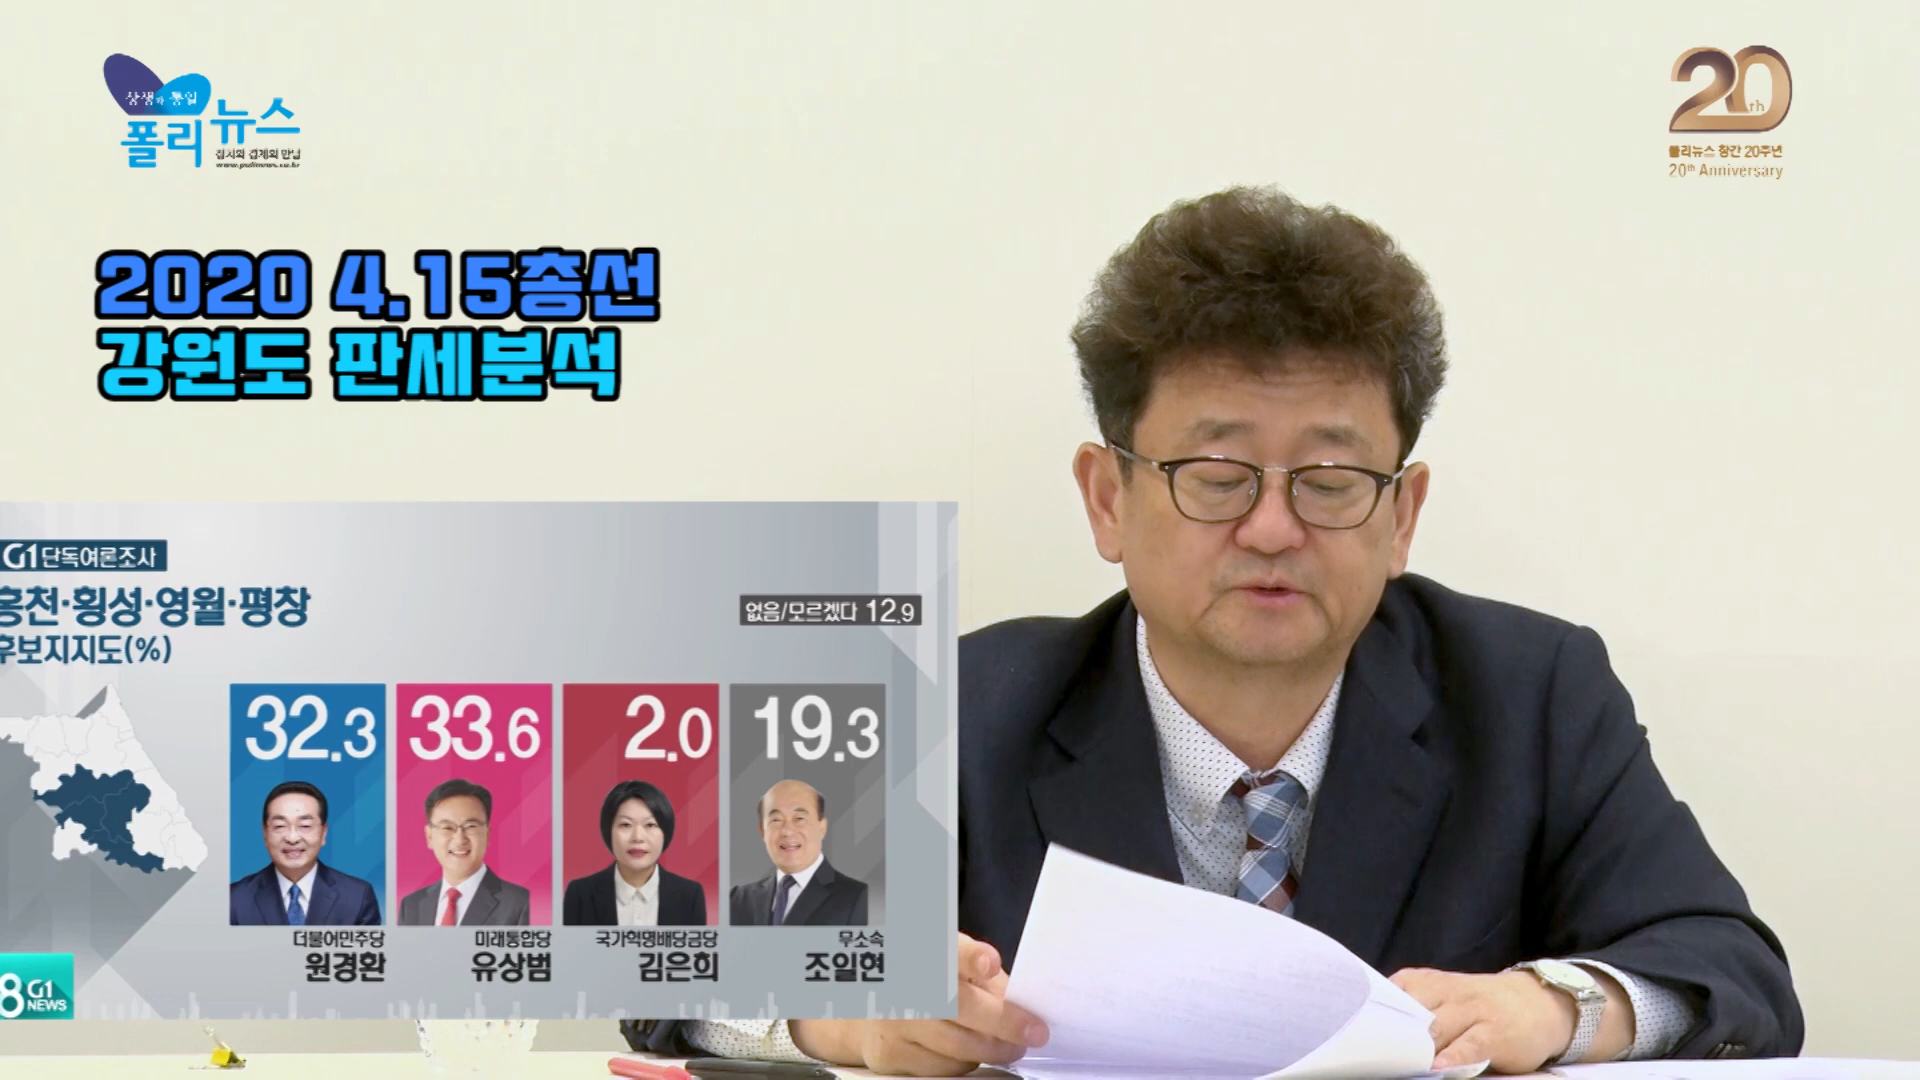 상생과 통일
폴리뉴스
정치와 경제의 만남
www.polinews.co.kr
20th
폴리뉴스 창간 20주년
20th Anniversary
2020 4.15총선
강원도 판세분석
G1 단독여론조사
홍천·횡성·영월·평창
후보지지도(%)
없음/모르겠다 12.9
32.3
33.6
2.0
19.3
더불어민주당
원경환
미래통합당
유상범
국가혁명배당금당
김은희
무소속
조일현
8 G1
NEWS